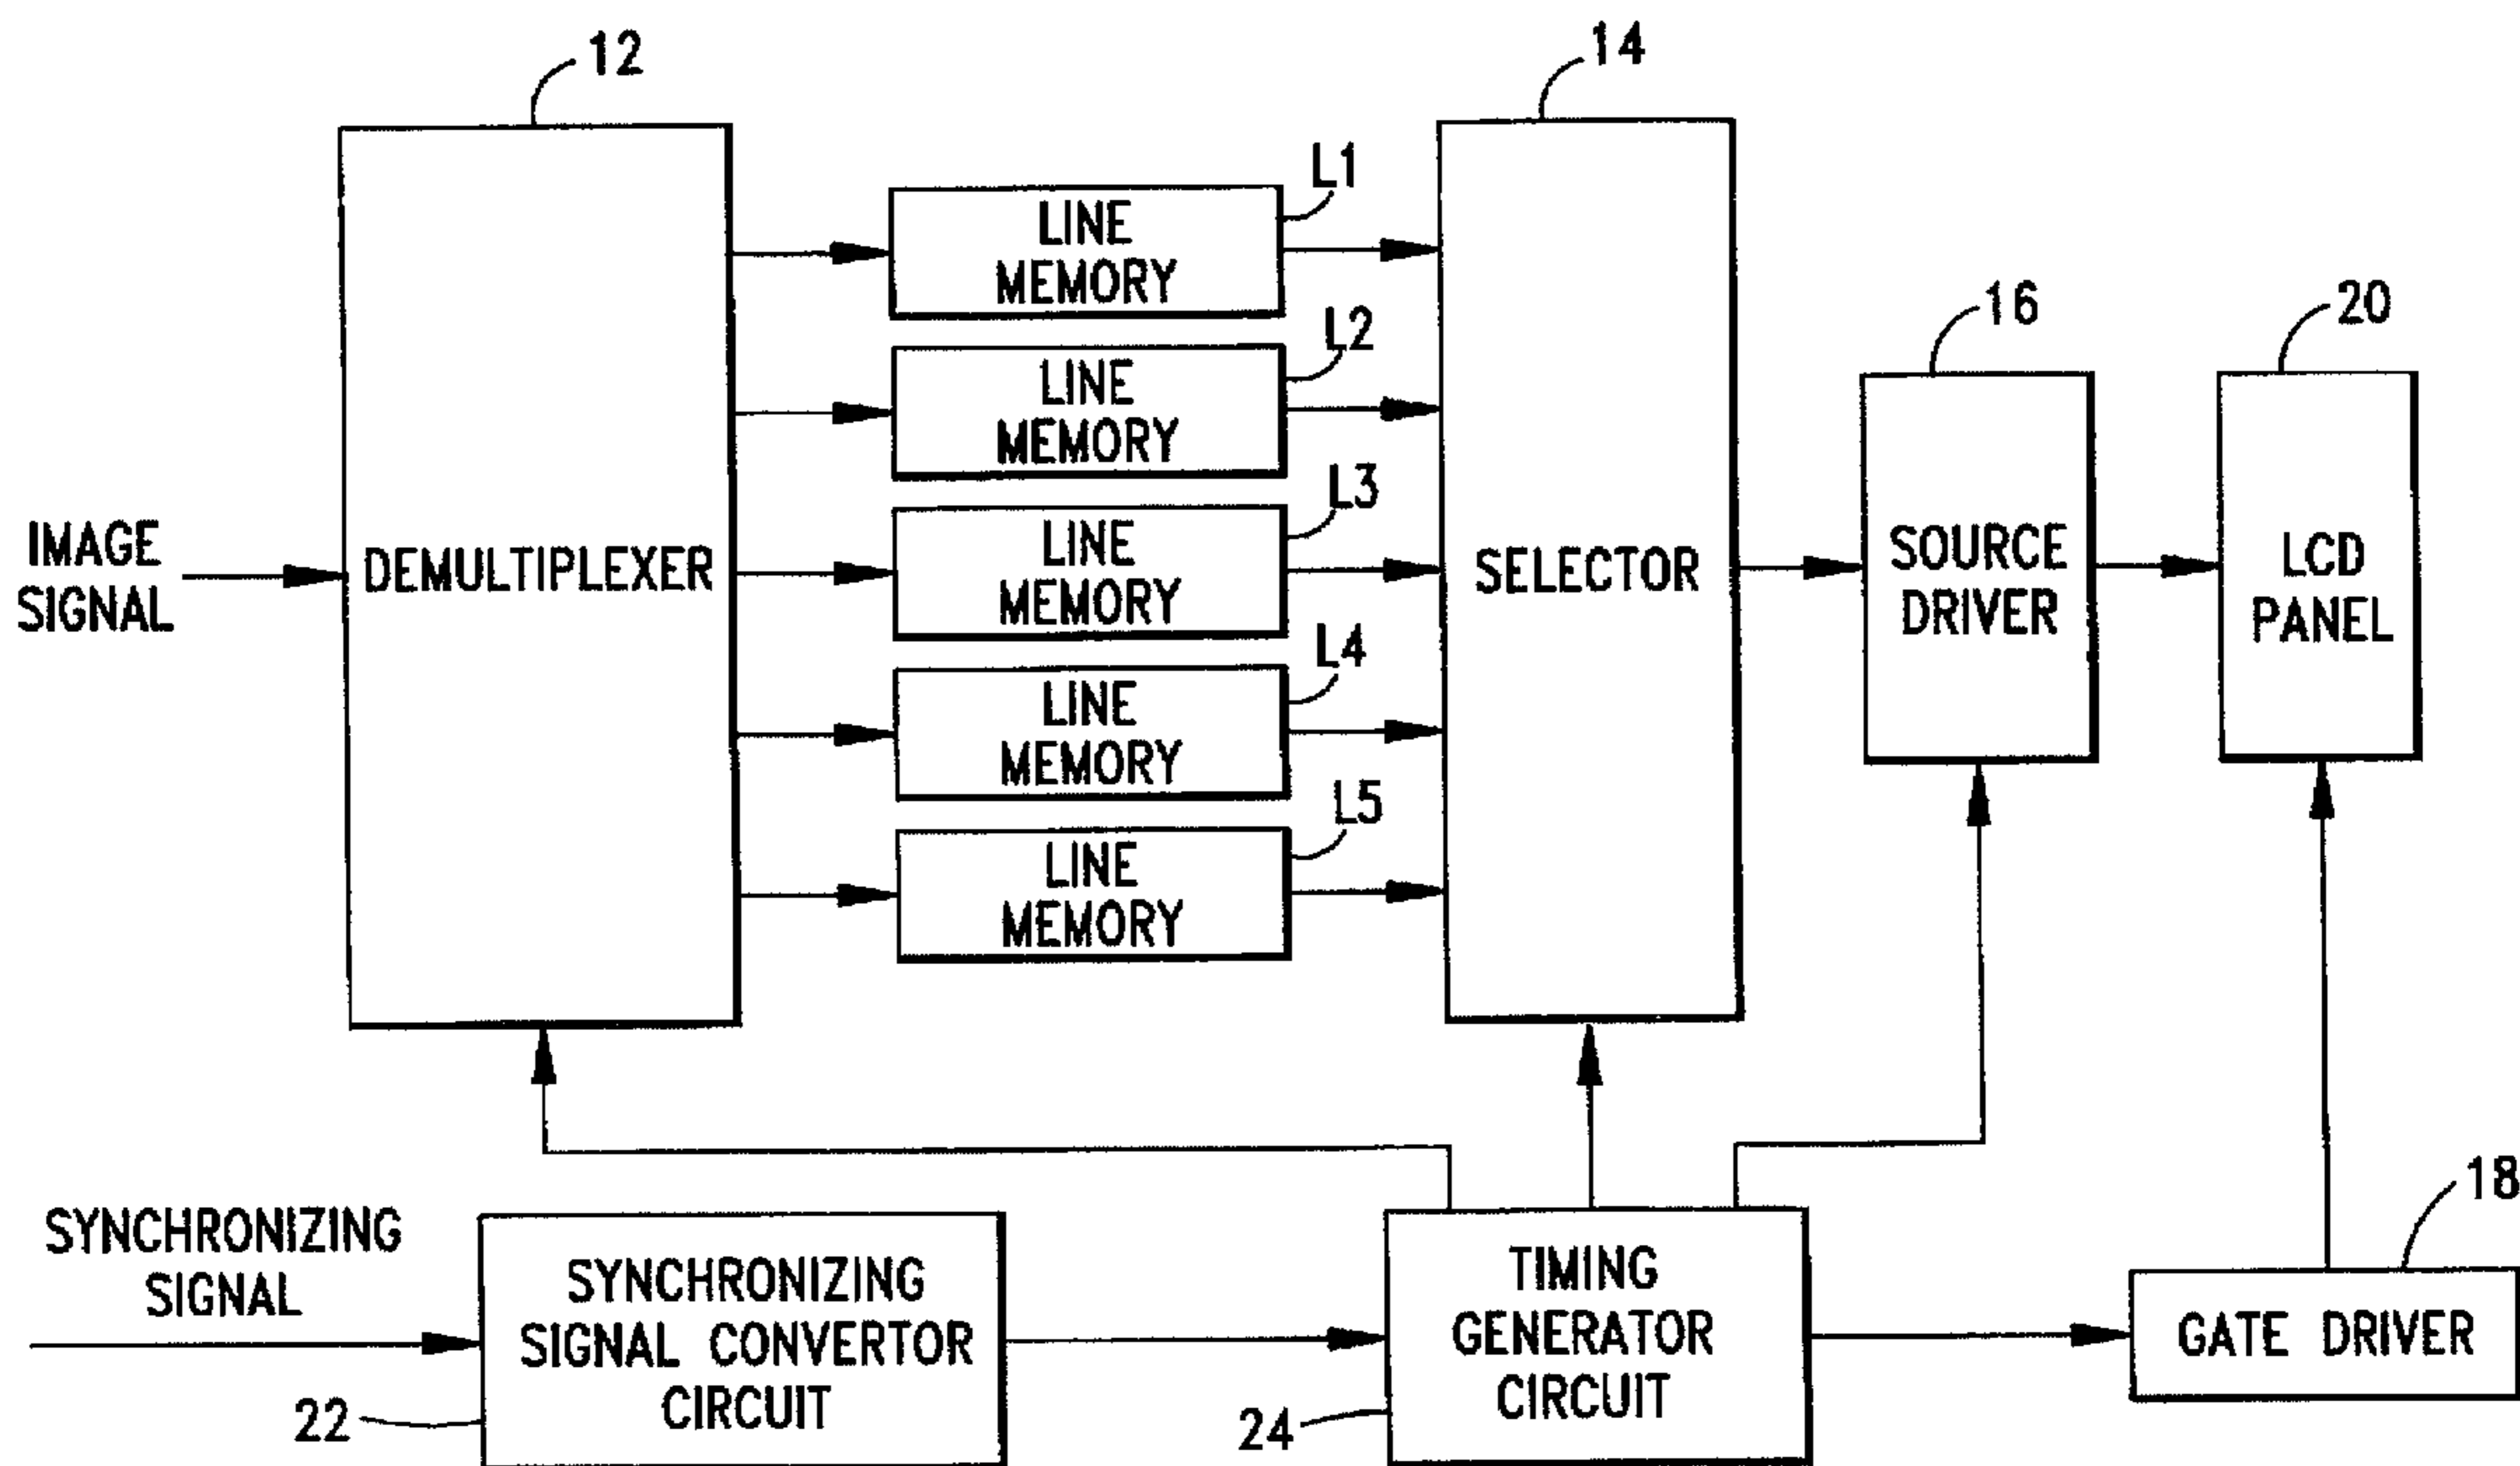 12
14
L1
LINE
MEMORY
L2
LINE
MEMORY
16
20
L3
LINE
MEMORY
IMAGE
SIGNAL
DEMULTIPLEXER
SELECTOR
SOURCE
DRIVER
LCD
PANEL
L4
LINE
MEMORY
L5
LINE
MEMORY
SYNCHRONIZING
SIGNAL
SYNCHRONIZING
SIGNAL CONVERTOR
CIRCUIT
22
TIMING
GENERATOR
CIRCUIT
24
18
GATE DRIVER